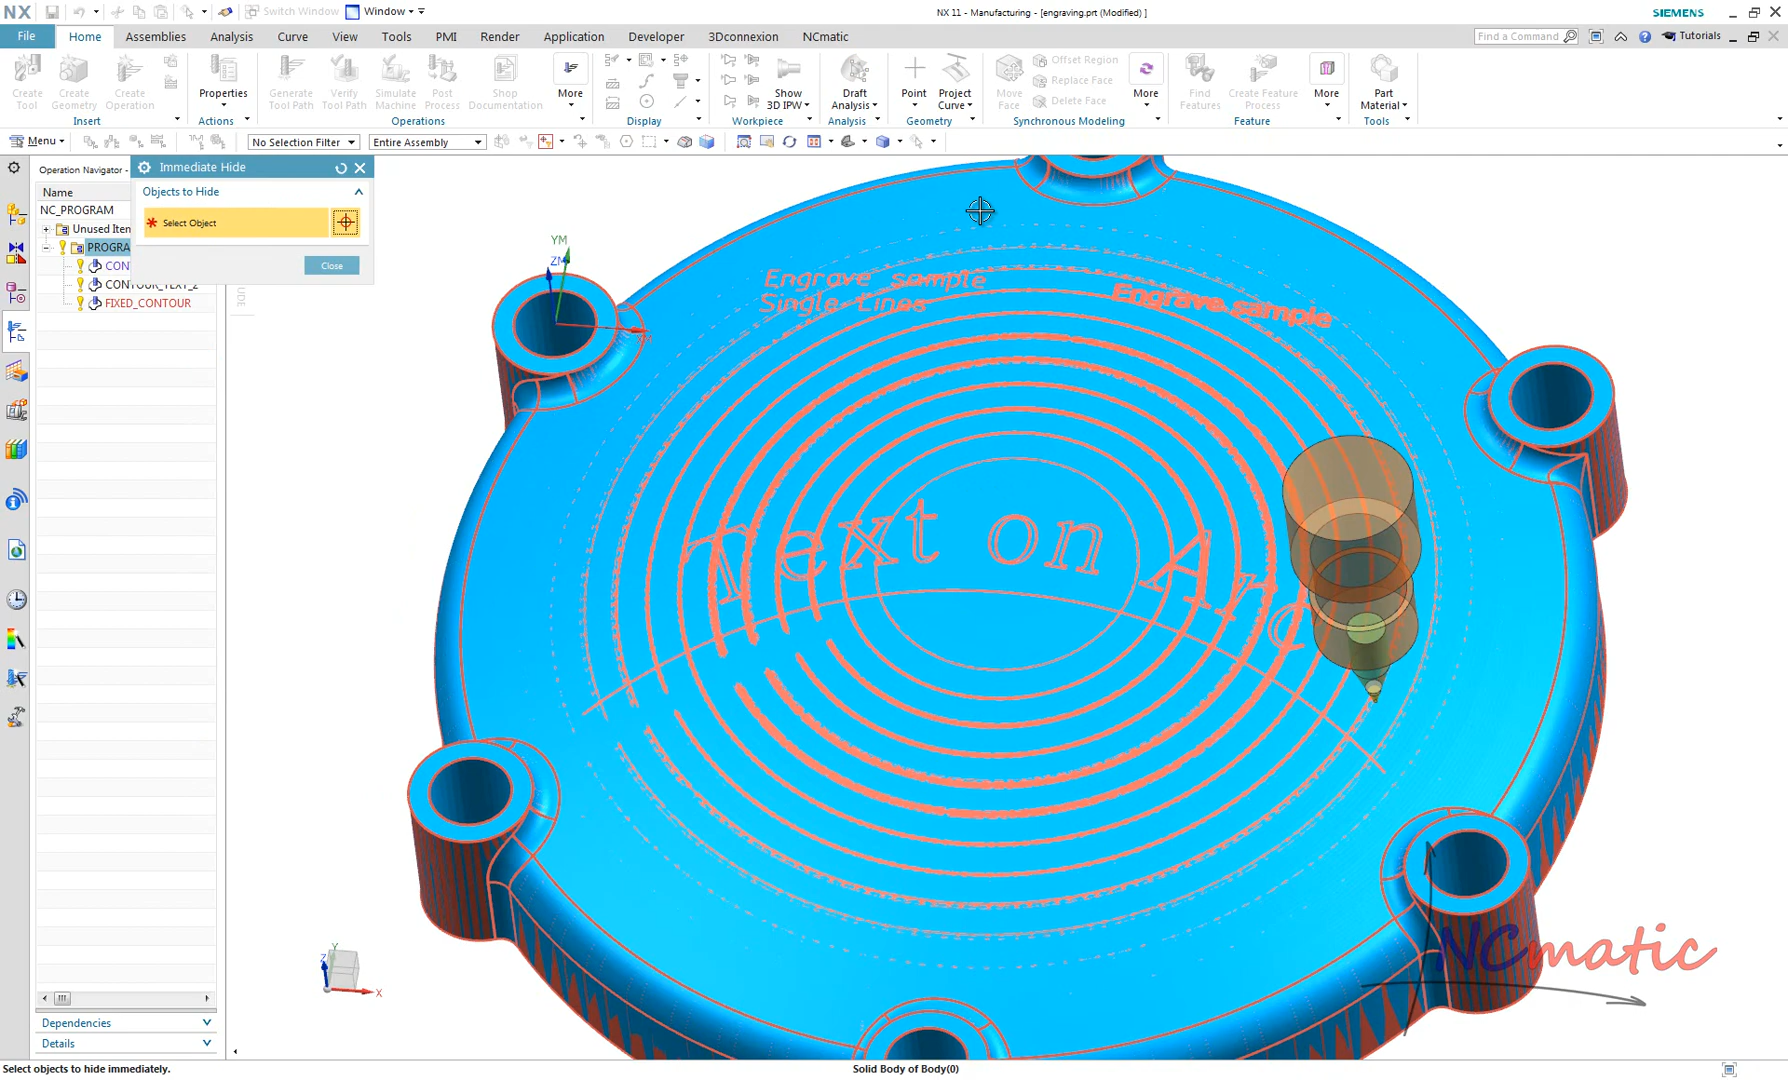 NX
Switch Window
Window
NX 11 - Manufacturing - [engraving.prt (Modified) ]
SIEMENS
File
Home
Assemblies
Analysis
Curve
View
Tools
PMI
Render
Application
Developer
3Dconnexion
NCmatic
Find a Command
Tutorials
Create Tool
Create Geometry
Create Operation
Properties
Generate Tool Path
Verify Tool Path
Simulate Machine
Post Process
Shop Documentation
More
Show 3D IPW
Draft Analysis
Point
Project Curve
Move Face
Offset Region
Replace Face
Delete Face
More
Find Features
Create Feature Process
More
Part Material
Insert
Actions
Operations
Display
Workpiece
Analysis
Geometry
Synchronous Modeling
Feature
Tools
Menu
No Selection Filter
Entire Assembly
Operation Navigator -
Immediate Hide
Name
Objects to Hide
NC_PROGRAM
Select Object
Unused Iten
PROGRA
CON
Close
CONTOUR_TEXT_2
FIXED_CONTOUR
YM
ZM
Engrave sample
Single Lines
Engrave sample
Text on Arc
NCmatic
Y
Z
X
Dependencies
Details
Select objects to hide immediately.
Solid Body of Body(0)